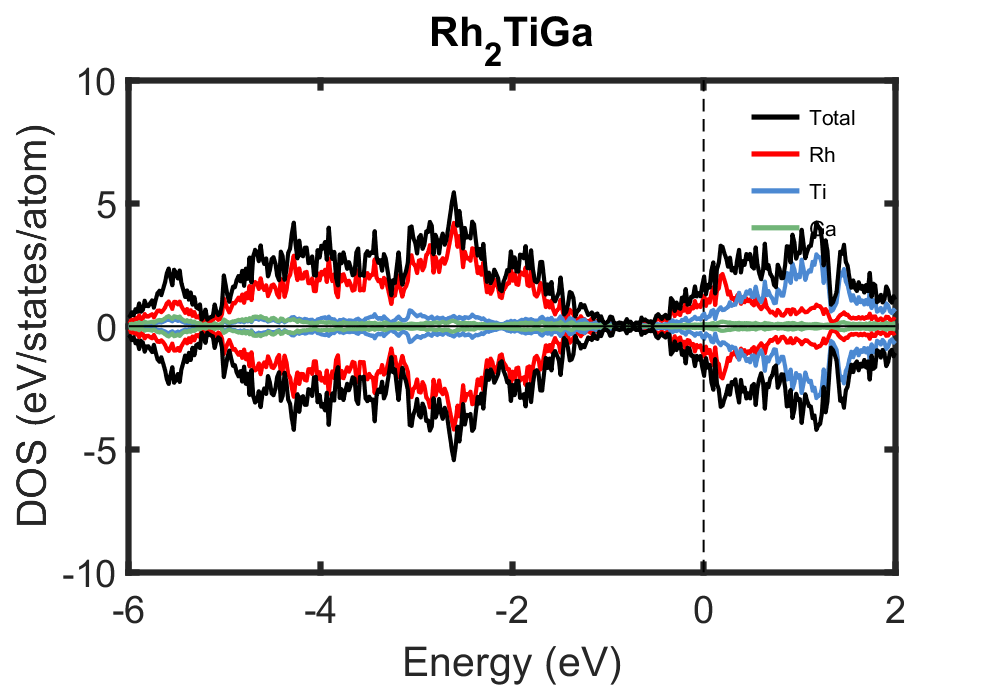 Rh2TiGa
10
5
0
-5
-10
DOS (eV/states/atom)
Total
Rh
Ti
Ga
-6
-4
-2
0
2
Energy (eV)